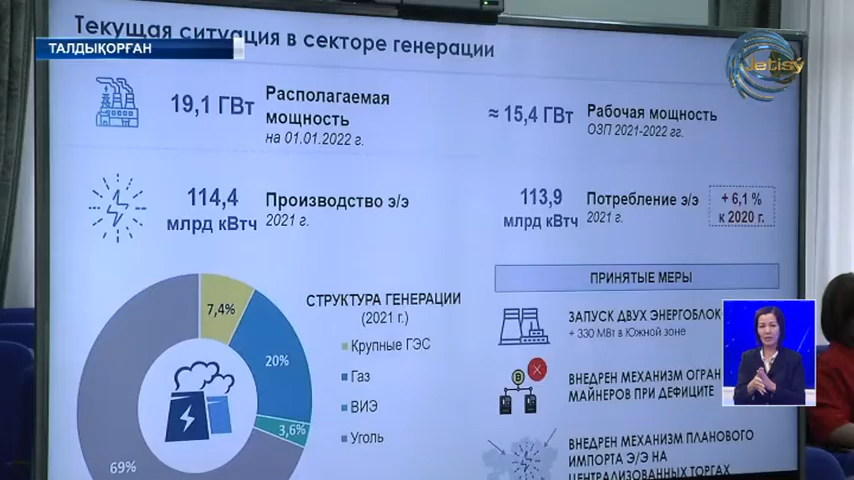 Текущая ситуация в секторе генерации
ТАЛДЫҚОРҒАН
Jetisy
19,1 ГВт
Располагаемая
мощность
на 01.01.2022 г.
≈ 15,4 ГВт
Рабочая мощность
ОЗП 2021-2022 гг.
114,4
млрд кВтч
Производство э/э
2021 г.
113,9
млрд кВтч
Потребление э/э
2021 г.
+ 6,1 %
к 2020 г.
СТРУКТУРА ГЕНЕРАЦИИ
(2021 г.)
7,4%
20%
3,6%
69%
Крупные ГЭС
Газ
ВИЭ
Уголь
ПРИНЯТЫЕ МЕРЫ
ЗАПУСК ДВУХ ЭНЕРГОБЛОК
+ 330 МВт в Южной зоне
ВНЕДРЕН МЕХАНИЗМ ОГРАН
МАЙНЕРОВ ПРИ ДЕФИЦИТЕ
ВНЕДРЕН МЕХАНИЗМ ПЛАНОВОГО
ИМПОРТА Э/Э НА
ЦЕНТРАЛИЗОВАННЫХ ТОРГАХ